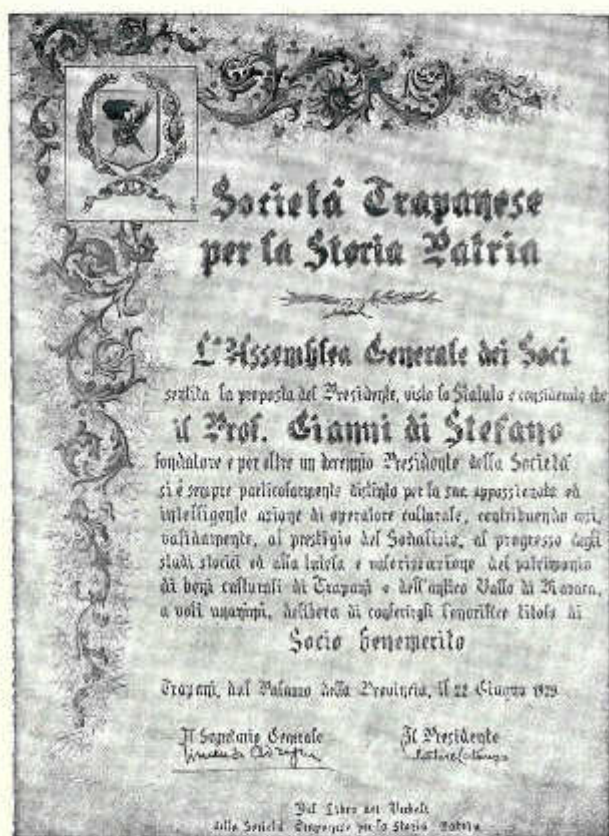 Società Trapanese
per la Storia Patria
L'Assemblea Generale dei Soci
sentita la proposta del Presidente, visto lo Statuto e considerato che
il Prof. Gianni di Stefano
fondatore e per oltre un decennio Presidente della Società
si è sempre particolarmente distinto per la sua appassionata ed
intelligente azione di operatore culturale, contribuendo così,
validamente, al prestigio del Sodalizio, al progresso degli
studi storici ed alla tutela e valorizzazione del patrimonio
di beni culturali di Trapani e dell'antico Vallo di Mazara,
a voti unanimi, delibera di conferirgli l'onorifico titolo di
Socio Benemerito
Trapani, dal Palazzo della Provincia, il 22 Giugno 1979
Il Segretario Generale Il Presidente
Dal Libro dei Verbali
della Società Trapanese per la Storia Patria